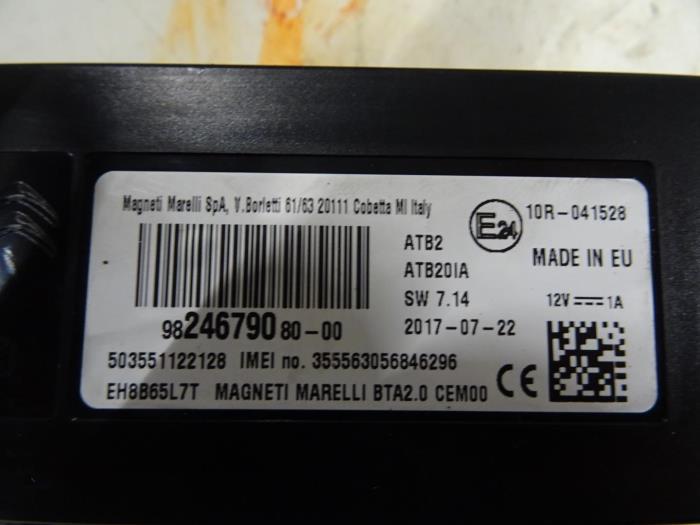 Magneti Marelli SpA, V.Borletti 61/63 20111 Cobetta MI Italy
E24
10R-041528
ATB2
MADE IN EU
ATB20IA
SW 7.14
12V 1A
9824679080-00
2017-07-22
503551122128 IMEI no. 355563056846296
EH8B65L7T MAGNETI MARELLI BTA2.0 CEM00
CE